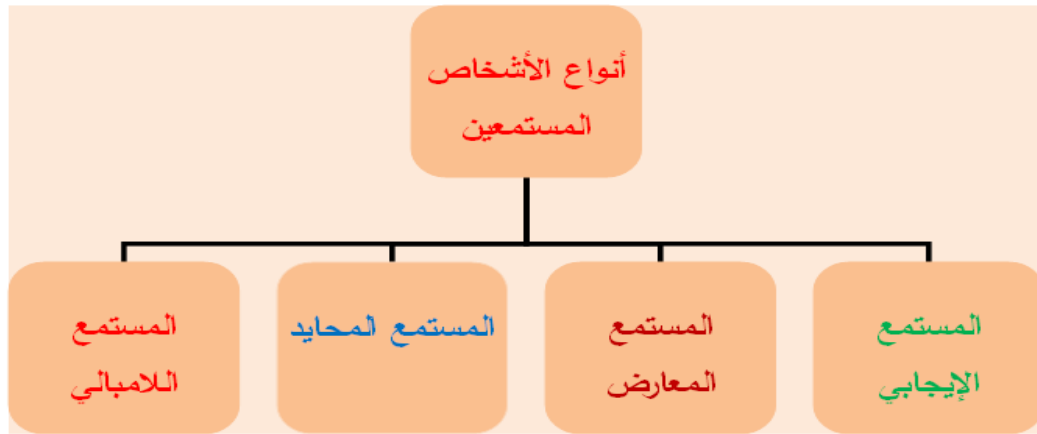 أنواع الأشخاص
المستمعين
المستمع
الإيجابي
المستمع
المعارض
المستمع المحايد
المستمع
اللامبالي